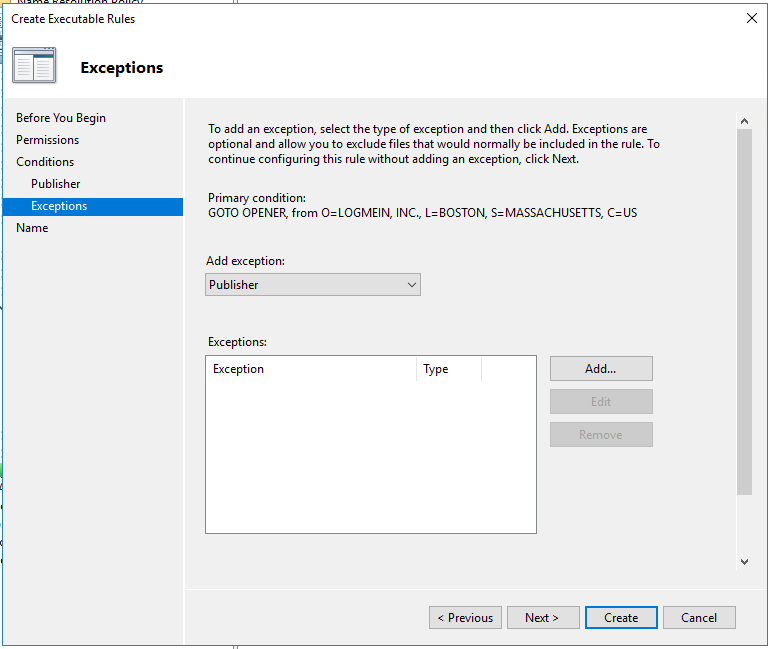 Name Resolution Policy
Create Executable Rules
Exceptions
Before You Begin
Permissions
Conditions
Publisher
Exceptions
Name
To add an exception, select the type of exception and then click Add. Exceptions are
optional and allow you to exclude files that would normally be included in the rule. To
continue configuring this rule without adding an exception, click Next.
Primary condition:
GOTO OPENER, from O=LOGMEIN, INC., L=BOSTON, S=MASSACHUSETTS, C=US
Add exception:
Publisher
Exceptions:
Exception Type
Add...
Edit
Remove
< Previous Next > Create Cancel